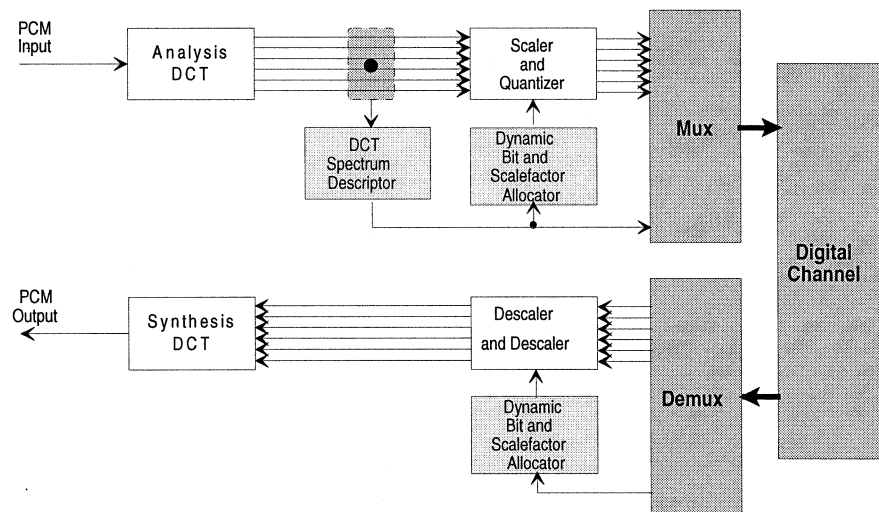 PCM
Input
Analysis
DCT
Scaler
and
Quantizer
Mux
DCT
Spectrum
Descriptor
Dynamic
Bit and
Scalefactor
Allocator
Digital
Channel
PCM
Output
Synthesis
DCT
Descaler
and Descaler
Demux
Dynamic
Bit and
Scalefactor
Allocator